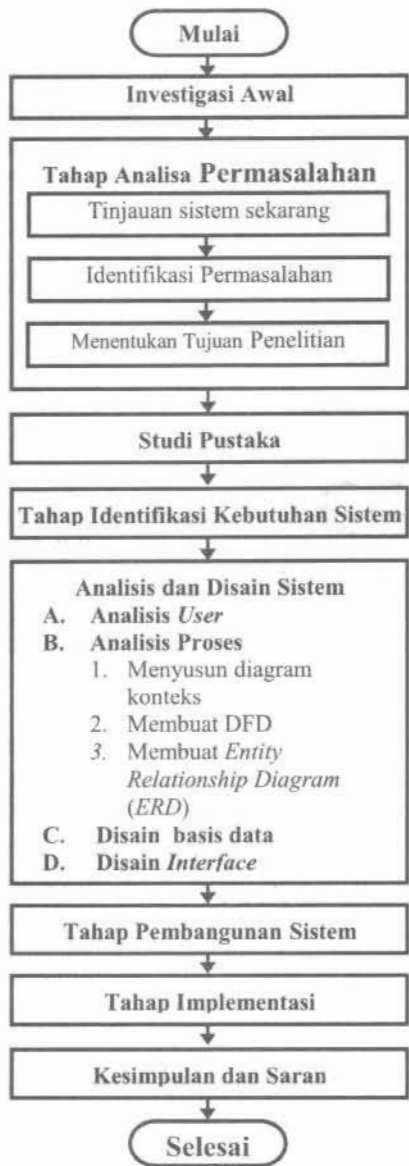 Mulai
Investigasi Awal
Tahap Analisa Permasalahan
Tinjauan sistem sekarang
Identifikasi Permasalahan
Menentukan Tujuan Penelitian
Studi Pustaka
Tahap Identifikasi Kebutuhan Sistem
Analisis dan Disain Sistem
A. Analisis User
B. Analisis Proses
1. Menyusun diagram
konteks
2. Membuat DFD
3. Membuat Entity
Relationship Diagram
(ERD)
C. Disain basis data
D. Disain Interface
Tahap Pembangunan Sistem
Tahap Implementasi
Kesimpulan dan Saran
Selesai